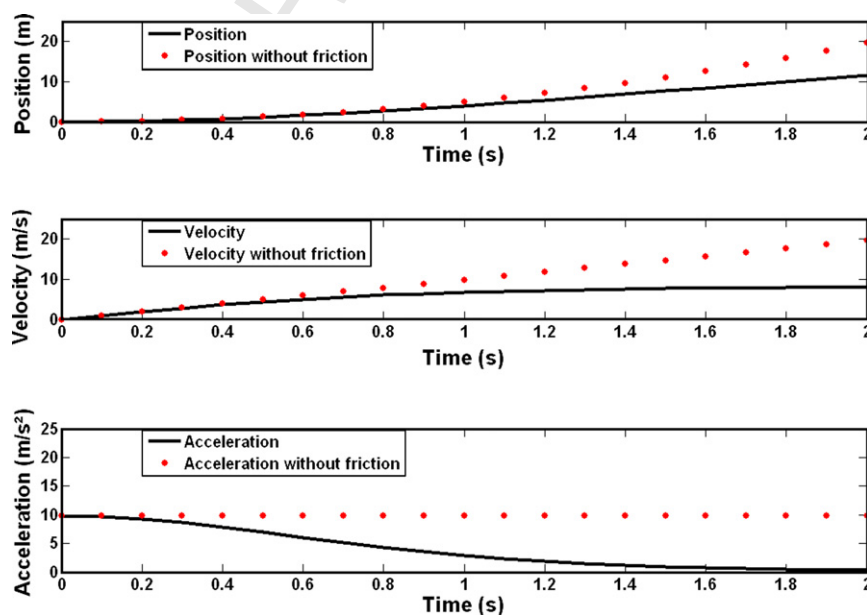 Position (m)
20
10
0
Position
Position without friction
0 0.2 0.4 0.6 0.8 1 1.2 1.4 1.6 1.8 2
Time (s)
Velocity (m/s)
20
10
0
Velocity
Velocity without friction
0 0.2 0.4 0.6 0.8 1 1.2 1.4 1.6 1.8 2
Time (s)
Acceleration (m/s²)
25
20
15
10
5
0
Acceleration
Acceleration without friction
0 0.2 0.4 0.6 0.8 1 1.2 1.4 1.6 1.8 2
Time (s)